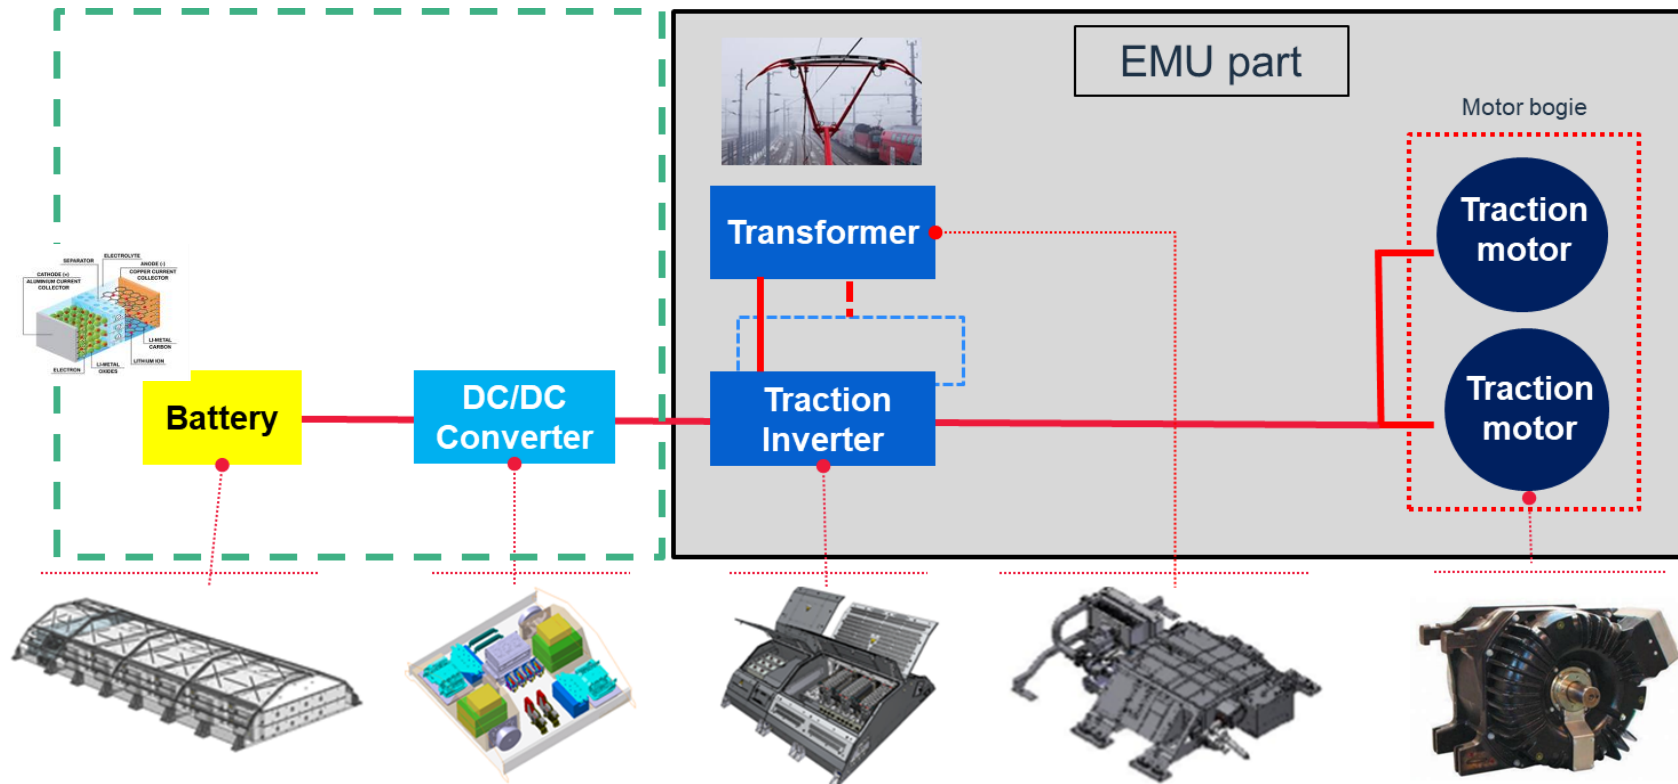 EMU part
Motor bogie
Transformer
Traction
motor
ELECTROLYTE
SEPARATOR
ANODE (-)
COPPER CURRENT
COLLECTOR
CATHODE (+)
ALUMINIUM CURRENT
COLLECTOR
LI-METAL
CARBON
LITHIUM ION
LI-METAL
OXIDES
ELECTRON
Battery
DC/DC
Converter
Traction
Inverter
Traction
motor